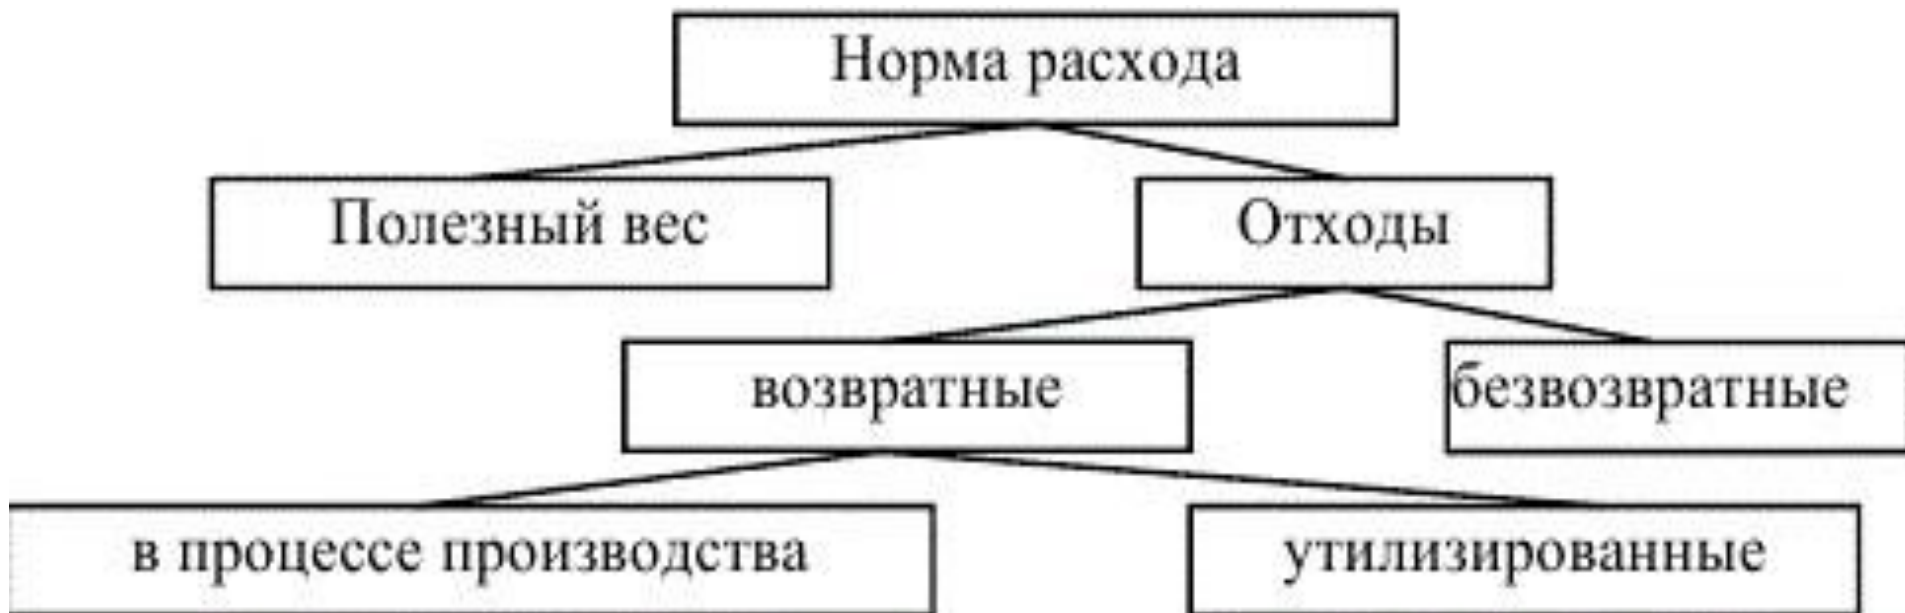 Норма расхода
Полезный вес
Отходы
возвратные
безвозвратные
в процессе производства
утилизированные